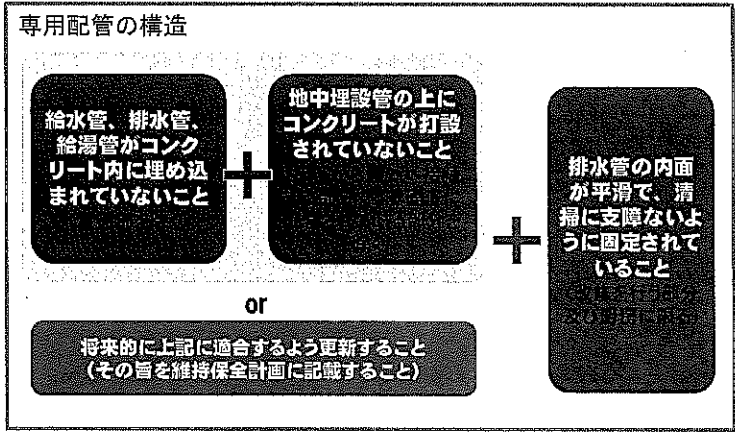 専用配管の構造
給水管、排水管、
給湯管がコンク
リート内に埋め込
まれていないこと
+
地中埋設管の上に
コンクリートが打設
されていないこと
+
排水管の内面
が平滑で、清
掃に支障ないよ
うに固定されて
いること
or
将来的に上記に適合するよう更新すること
(その旨を維持保全計画に記載すること)